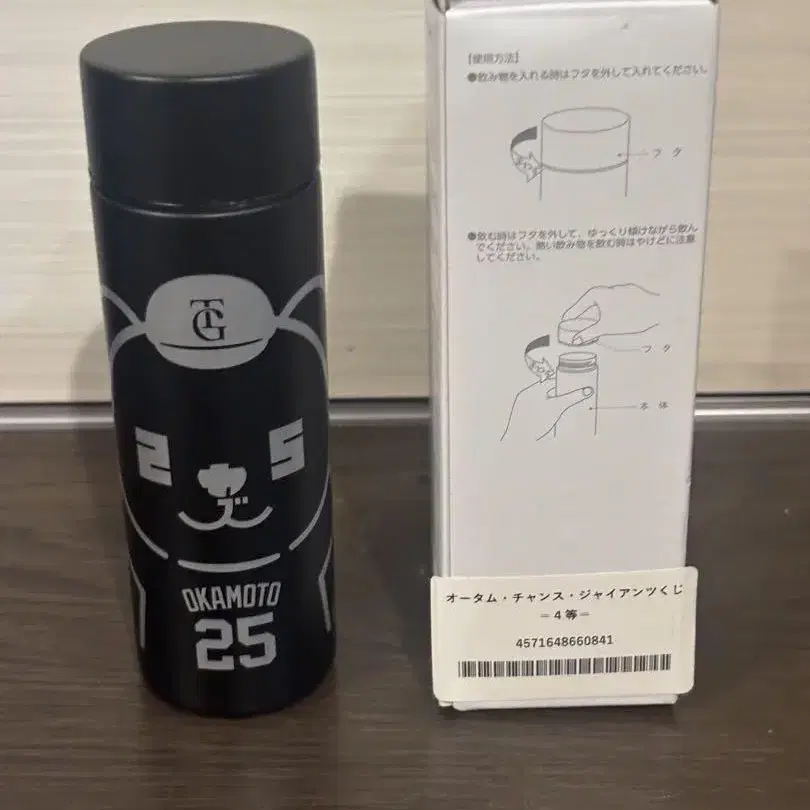 TG
2 5
カズ
OKAMOTO
25
【使用方法】
●飲み物を入れる時はフタを外して入れてください。
フタ
●飲む時はフタを外して、ゆっくり傾けながら飲ん
でください。熱い飲み物を飲む時はやけどに注意
してください。
フタ
本体
オータム・チャンス・ジャイアンツくじ
＝４等＝
4571648660841